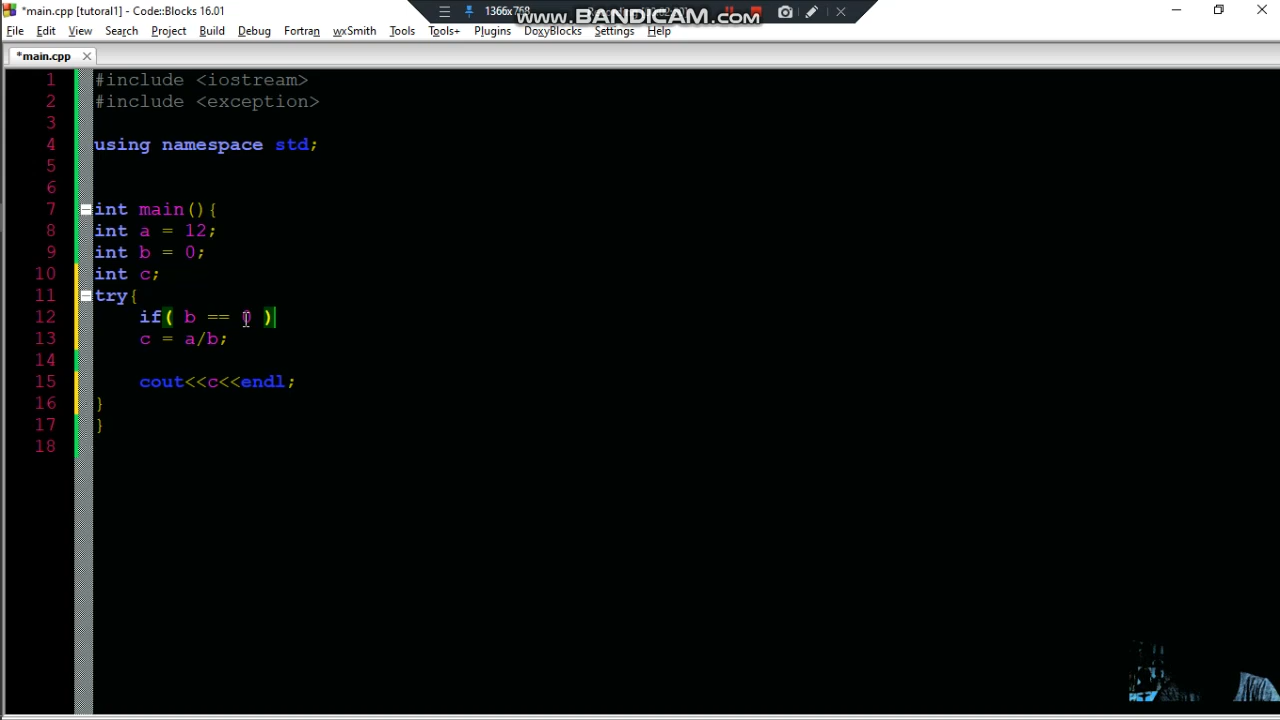 *main.cpp [tutoral1] - Code::Blocks 16.01
1366x768
www.BANDICAM.com
File Edit View Search Project Build Debug Fortran wxSmith Tools Tools+ Plugins DoxyBlocks Settings Help
*main.cpp
1 #include <iostream>
2 #include <exception>
3
4 using namespace std;
5
6
7 int main(){
8 int a = 12;
9 int b = 0;
10 int c;
11 try{
12 if( b == 0 )
13 c = a/b;
14
15 cout<<c<<endl;
16 }
17 }
18